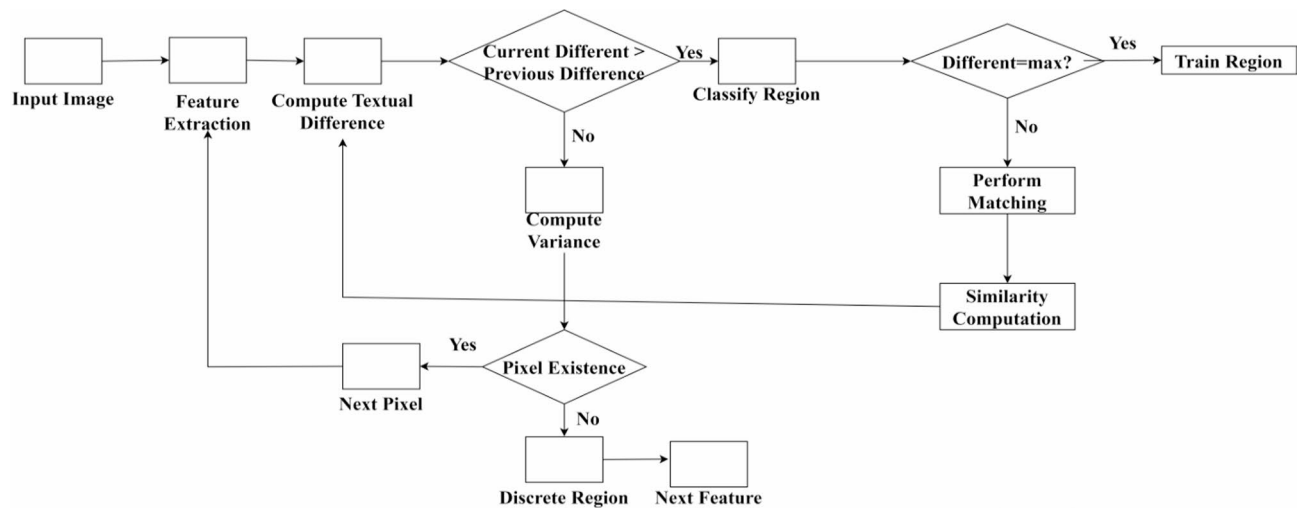 Input Image
Feature
Extraction
Compute Textual
Difference
Current Different >
Previous Difference
Yes
Classify Region
Different=max?
Yes
Train Region
No
Compute
Variance
No
Perform
Matching
Similarity
Computation
Pixel Existence
Yes
Next Pixel
No
Discrete Region
Next Feature